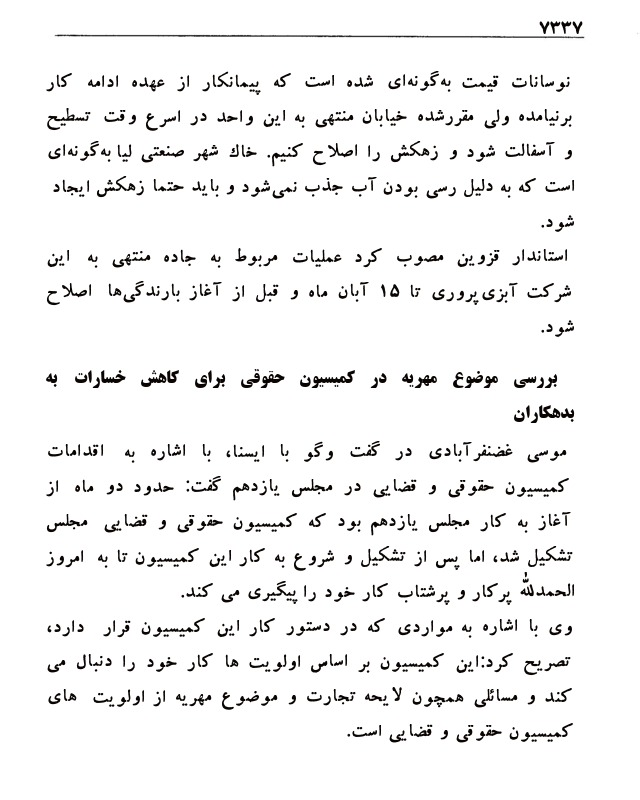 ۷۳۳۷
نوسانات قیمت به‌گونه‌ای شده است که پیمانکار از عهده ادامه کار
برنیامده ولی مقررشده خیابان منتهی به این واحد در اسرع وقت تسطیح
و آسفالت شود و زهکش را اصلاح کنیم. خاك شهر صنعتی لیا به‌گونه‌ای
است که به دلیل رسی بودن آب جذب نمی‌شود و باید حتما زهکش ایجاد
شود.
استاندار قزوین مصوب کرد عملیات مربوط به جاده منتهی به این
شرکت آبزی‌پروری تا ۱۵ آبان ماه و قبل از آغاز بارندگی‌ها اصلاح
شود.
بررسی موضوع مهریه در کمیسیون حقوقی برای کاهش خسارات به
بدهکاران
موسی غضنفرآبادی در گفت وگو با ایسنا، با اشاره به اقدامات
کمیسیون حقوقی و قضایی در مجلس یازدهم گفت: حدود دو ماه از
آغاز به کار مجلس یازدهم بود که کمیسیون حقوقی و قضایی مجلس
تشکیل شد، اما پس از تشکیل و شروع به کار این کمیسیون تا به امروز
الحمدلله پرکار و پرشتاب کار خود را پیگیری می کند.
وی با اشاره به مواردی که در دستور کار این کمیسیون قرار دارد،
تصریح کرد:این کمیسیون بر اساس اولویت ها کار خود را دنبال می
کند و مسائلی همچون لایحه تجارت و موضوع مهریه از اولویت های
کمیسیون حقوقی و قضایی است.